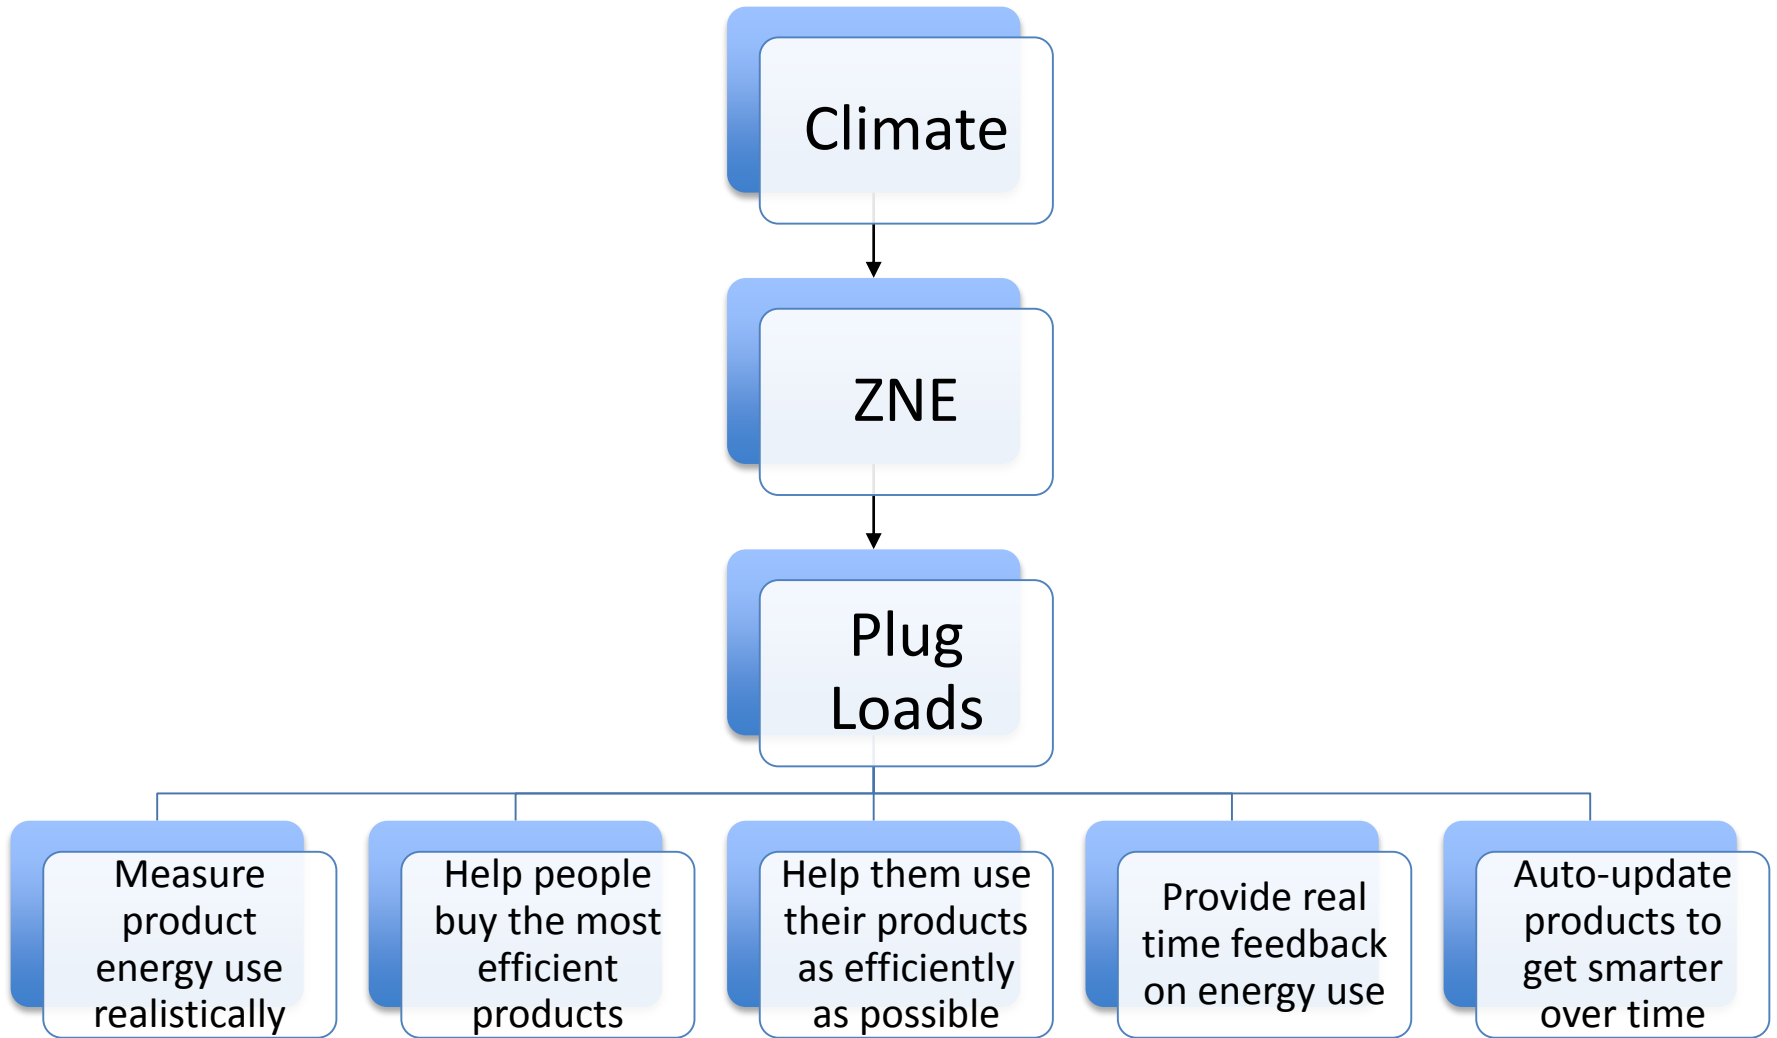 Climate
ZNE
Plug
Loads
Measure
product
energy use
realistically
Help people
buy the most
efficient
products
Help them use
their products
as efficiently
as possible
Provide real
time feedback
on energy use
Auto-update
products to
get smarter
over time